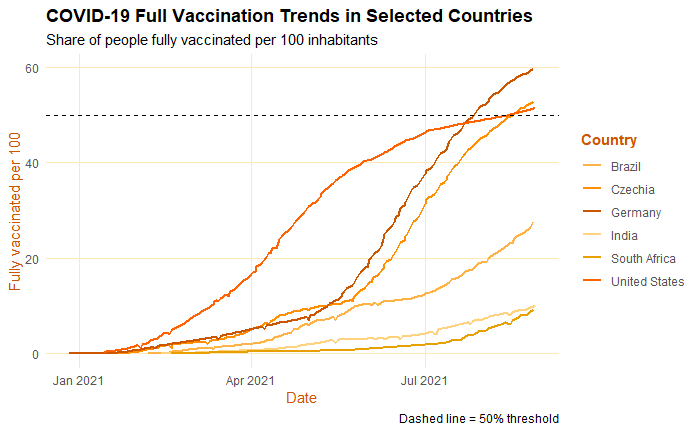 COVID-19 Full Vaccination Trends in Selected Countries
Share of people fully vaccinated per 100 inhabitants
Fully vaccinated per 100
60
40
20
0
Jan 2021
Apr 2021
Jul 2021
Date
Country
Brazil
Czechia
Germany
India
South Africa
United States
Dashed line = 50% threshold